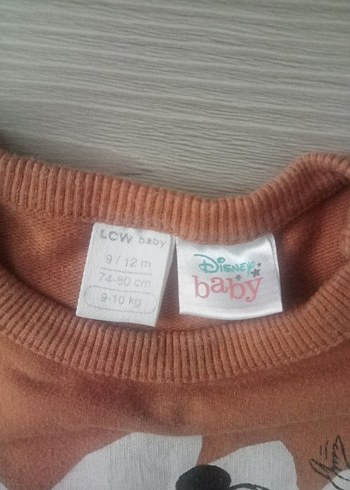 LCW baby
9 / 12 m
74-80 cm
9-10 kg
Disney
baby